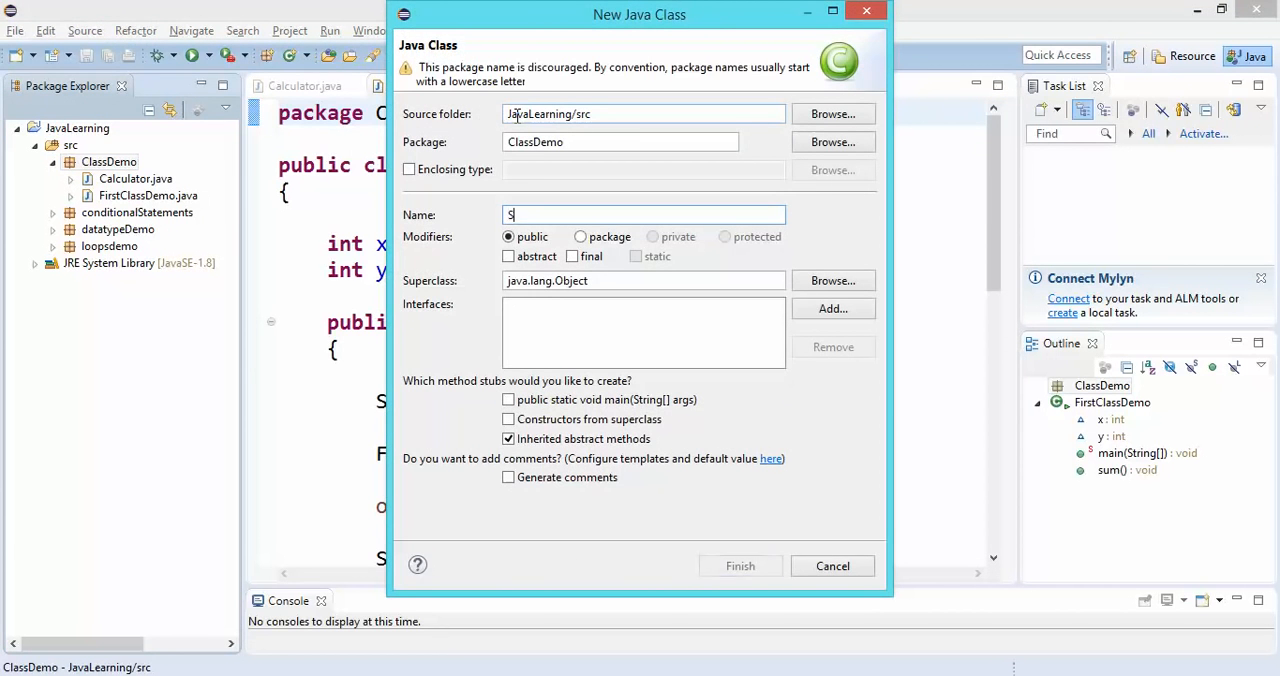 New Java Class
File Edit Source Refactor Navigate Search Project Run Windo
Quick Access
Resource
Java
Package Explorer
JavaLearning
src
ClassDemo
Calculator.java
FirstClassDemo.java
conditionalStatements
datatypeDemo
loopsdemo
JRE System Library [JavaSE-1.8]
Calculator.java
package C
public cl
{
int x
int y
public
{
S
F
o
S
Java Class
This package name is discouraged. By convention, package names usually start
with a lowercase letter
Source folder: JavaLearning/src Browse...
Package: ClassDemo Browse...
Enclosing type: Browse...
Name: S
Modifiers: public package private protected
abstract final static
Superclass: java.lang.Object Browse...
Interfaces: Add...
Remove
Which method stubs would you like to create?
public static void main(String[] args)
Constructors from superclass
Inherited abstract methods
Do you want to add comments? (Configure templates and default value here)
Generate comments
Finish Cancel
Task List
Find All Activate...
Connect Mylyn
Connect to your task and ALM tools or
create a local task.
Outline
ClassDemo
FirstClassDemo
x : int
y : int
main(String[]) : void
sum() : void
Console
No consoles to display at this time.
ClassDemo - JavaLearning/src